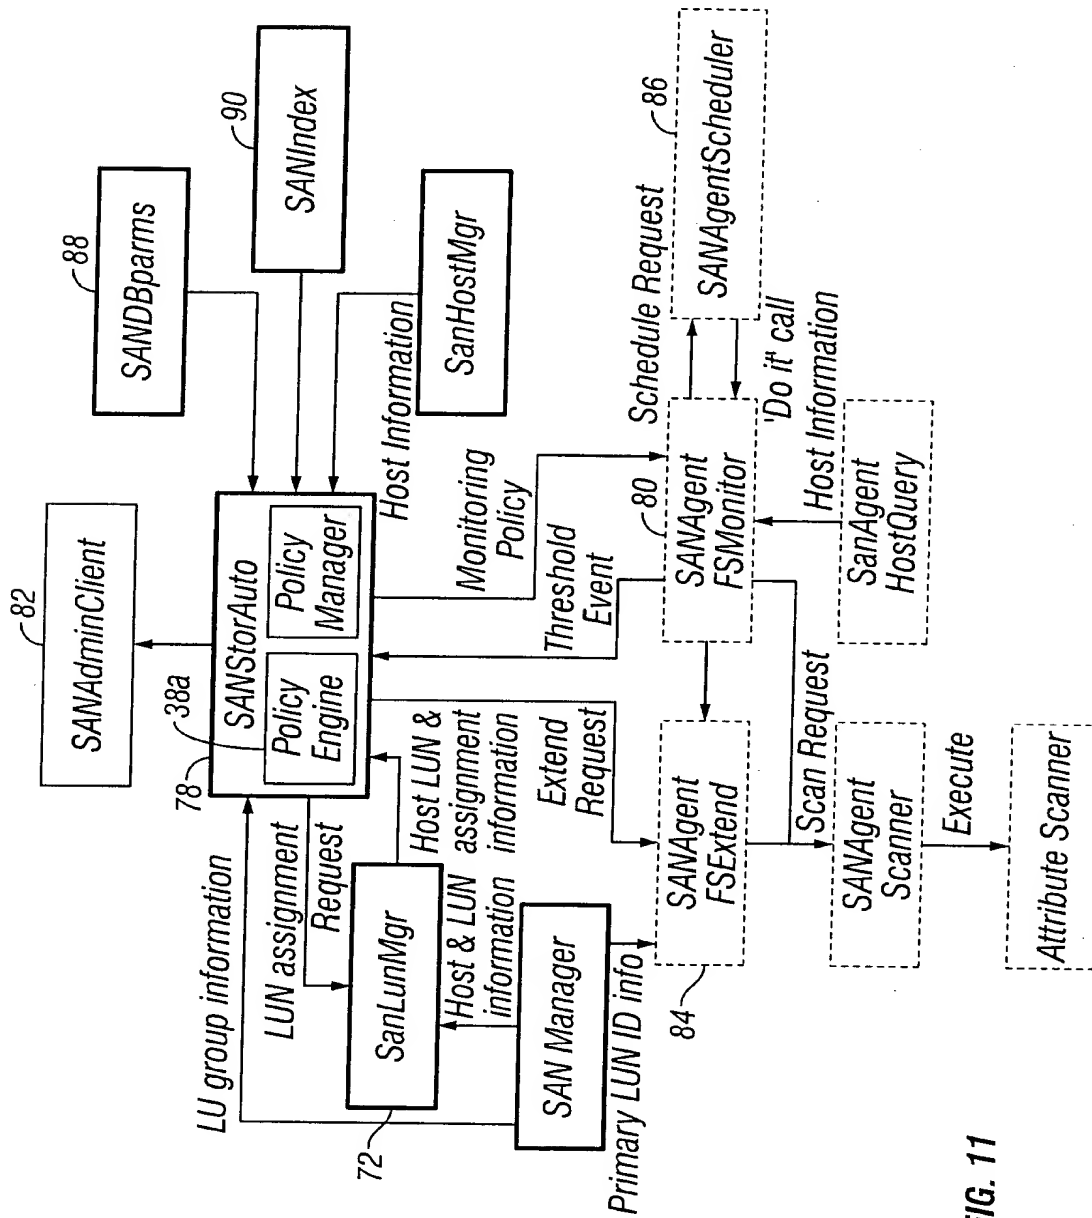 82
SANAdminClient
88
SANDBparms
90
SANIndex
SanHostMgr
Host Information
78
SANStorAuto
38a
Policy
Engine
Policy
Manager
LU group information
LUN assignment
Request
Host LUN &
assignment
information
72
SanLunMgr
Host & LUN
information
SAN Manager
Primary LUN ID info
Extend
Request
Threshold
Event
Monitoring
Policy
84
SANAgent
FSExtend
80
SANAgent
FSMonitor
Schedule Request
'Do it' call
86
SANAgentScheduler
Host Information
SanAgent
HostQuery
Scan Request
SANAgent
Scanner
Execute
Attribute Scanner
FIG. 11